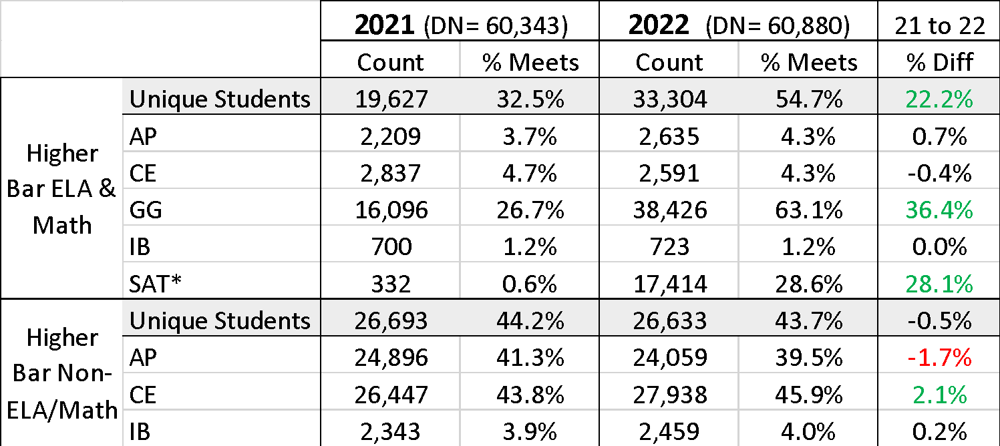 2021 (DN= 60,343) 2022 (DN= 60,880) 21 to 22
Count % Meets Count % Meets % Diff
Higher Bar ELA & Math
Unique Students 19,627 32.5% 33,304 54.7% 22.2%
AP 2,209 3.7% 2,635 4.3% 0.7%
CE 2,837 4.7% 2,591 4.3% -0.4%
GG 16,096 26.7% 38,426 63.1% 36.4%
IB 700 1.2% 723 1.2% 0.0%
SAT* 332 0.6% 17,414 28.6% 28.1%
Higher Bar Non-ELA/Math
Unique Students 26,693 44.2% 26,633 43.7% -0.5%
AP 24,896 41.3% 24,059 39.5% -1.7%
CE 26,447 43.8% 27,938 45.9% 2.1%
IB 2,343 3.9% 2,459 4.0% 0.2%